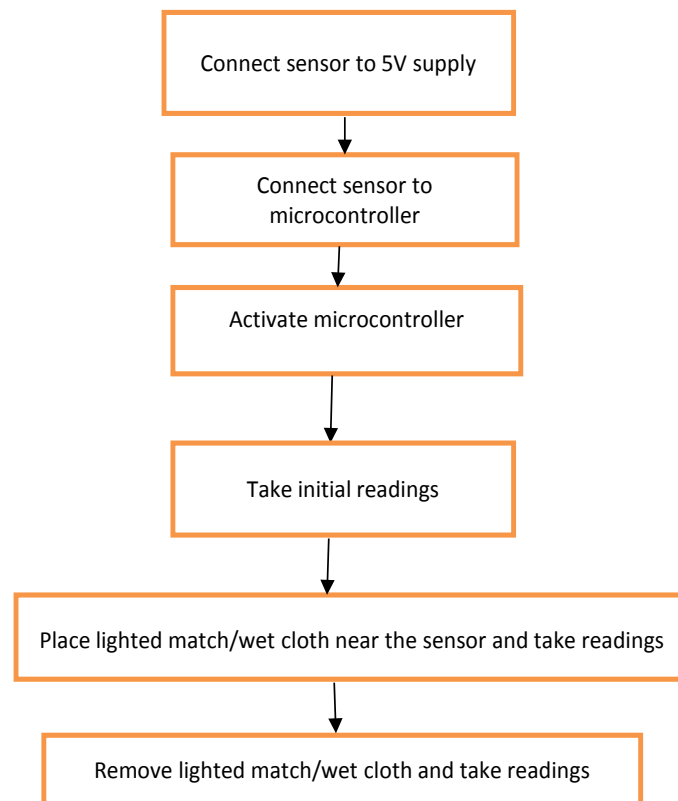 Connect sensor to 5V supply
Connect sensor to
microcontroller
Activate microcontroller
Take initial readings
Place lighted match/wet cloth near the sensor and take readings
Remove lighted match/wet cloth and take readings